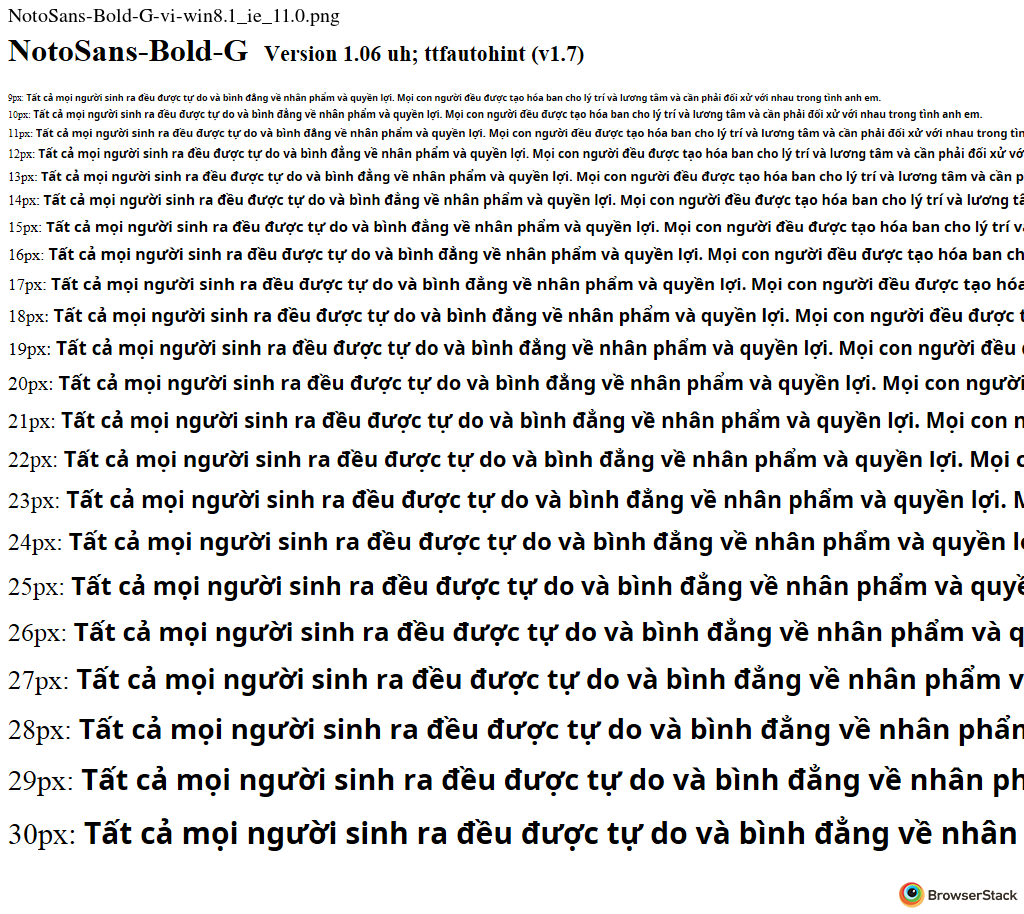 NotoSans-Bold-G-vi-win8.1_ie_11.0.png
NotoSans-Bold-G Version 1.06 uh; ttfautohint (v1.7)
9px: Tất cả mọi người sinh ra đều được tự do và bình đẳng về nhân phẩm và quyền lợi. Mọi con người đều được tạo hóa ban cho lý trí và lương tâm và cần phải đối xử với nhau trong tình anh em.
10px: Tất cả mọi người sinh ra đều được tự do và bình đẳng về nhân phẩm và quyền lợi. Mọi con người đều được tạo hóa ban cho lý trí và lương tâm và cần phải đối xử với nhau trong tình anh em.
11px: Tất cả mọi người sinh ra đều được tự do và bình đẳng về nhân phẩm và quyền lợi. Mọi con người đều được tạo hóa ban cho lý trí và lương tâm và cần phải đối xử với nhau trong tìn
12px: Tất cả mọi người sinh ra đều được tự do và bình đẳng về nhân phẩm và quyền lợi. Mọi con người đều được tạo hóa ban cho lý trí và lương tâm và cần phải đối xử vớ
13px: Tất cả mọi người sinh ra đều được tự do và bình đẳng về nhân phẩm và quyền lợi. Mọi con người đều được tạo hóa ban cho lý trí và lương tâm và cần p
14px: Tất cả mọi người sinh ra đều được tự do và bình đẳng về nhân phẩm và quyền lợi. Mọi con người đều được tạo hóa ban cho lý trí và lương tâ
15px: Tất cả mọi người sinh ra đều được tự do và bình đẳng về nhân phẩm và quyền lợi. Mọi con người đều được tạo hóa ban cho lý trí v
16px: Tất cả mọi người sinh ra đều được tự do và bình đẳng về nhân phẩm và quyền lợi. Mọi con người đều được tạo hóa ban ch
17px: Tất cả mọi người sinh ra đều được tự do và bình đẳng về nhân phẩm và quyền lợi. Mọi con người đều được tạo hóa
18px: Tất cả mọi người sinh ra đều được tự do và bình đẳng về nhân phẩm và quyền lợi. Mọi con người đều được t
19px: Tất cả mọi người sinh ra đều được tự do và bình đẳng về nhân phẩm và quyền lợi. Mọi con người đều
20px: Tất cả mọi người sinh ra đều được tự do và bình đẳng về nhân phẩm và quyền lợi. Mọi con người
21px: Tất cả mọi người sinh ra đều được tự do và bình đẳng về nhân phẩm và quyền lợi. Mọi con n
22px: Tất cả mọi người sinh ra đều được tự do và bình đẳng về nhân phẩm và quyền lợi. Mọi c
23px: Tất cả mọi người sinh ra đều được tự do và bình đẳng về nhân phẩm và quyền lợi. M
24px: Tất cả mọi người sinh ra đều được tự do và bình đẳng về nhân phẩm và quyền lợ
25px: Tất cả mọi người sinh ra đều được tự do và bình đẳng về nhân phẩm và quyề
26px: Tất cả mọi người sinh ra đều được tự do và bình đẳng về nhân phẩm và q
27px: Tất cả mọi người sinh ra đều được tự do và bình đẳng về nhân phẩm v
28px: Tất cả mọi người sinh ra đều được tự do và bình đẳng về nhân phẩm
29px: Tất cả mọi người sinh ra đều được tự do và bình đẳng về nhân ph
30px: Tất cả mọi người sinh ra đều được tự do và bình đẳng về nhân
BrowserStack